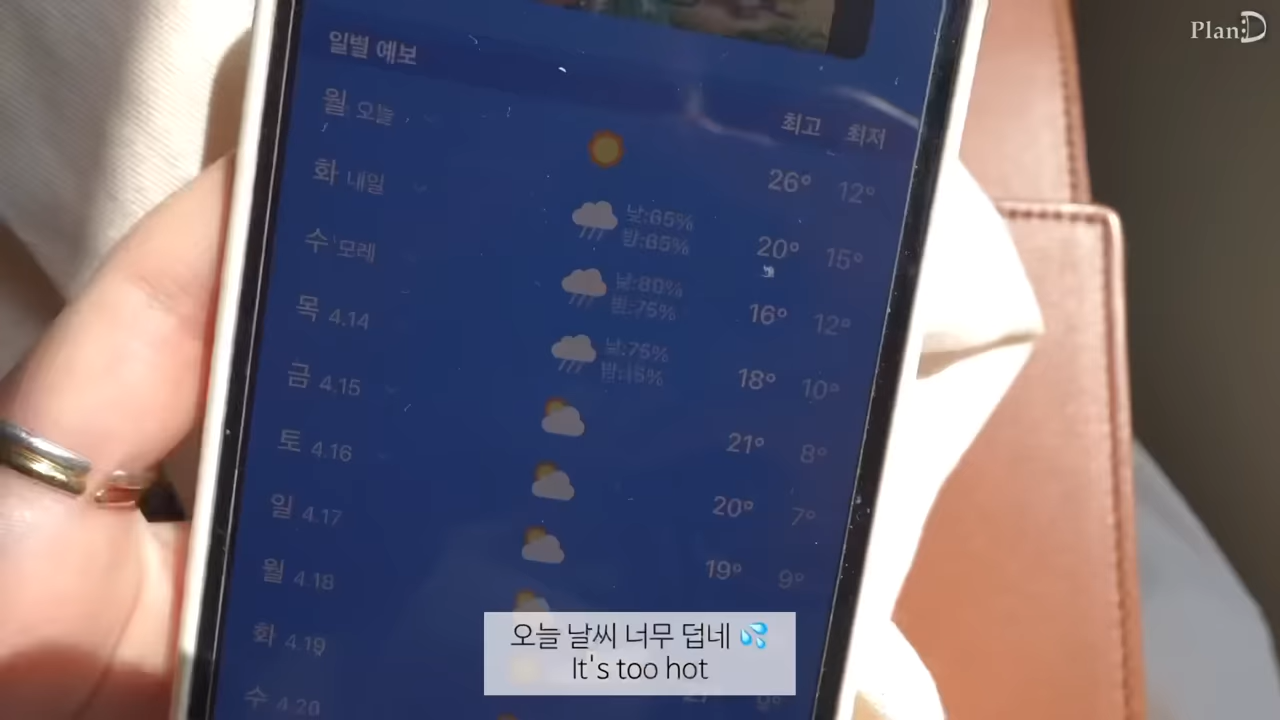 Plan:D
일별 예보
최고 최저
월 오늘 26° 12°
화 내일 낮:65% 밤:85% 20° 15°
수 모레 낮:80% 밤:75% 16° 12°
목 4.14 낮:75% 밤:15% 18° 10°
금 4.15 21° 8°
토 4.16 20° 7°
일 4.17 19° 9°
월 4.18
화 4.19
수 4.20
오늘 날씨 너무 덥네 💦
It's too hot